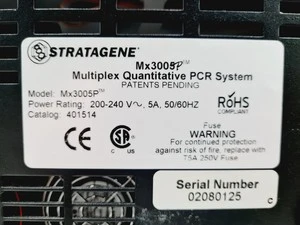 STRATAGENE®
Mx3005P™
Multiplex Quantitative PCR System
PATENTS PENDING
Model: Mx3005P™
Power Rating: 200-240 V~, 5A, 50/60HZ
Catalog: 401514
RoHS
COMPLIANT
CE
Fuse
WARNING
For continued protection
against risk of fire, replace with
T5A 250V Fuse
Serial Number
02080125
C